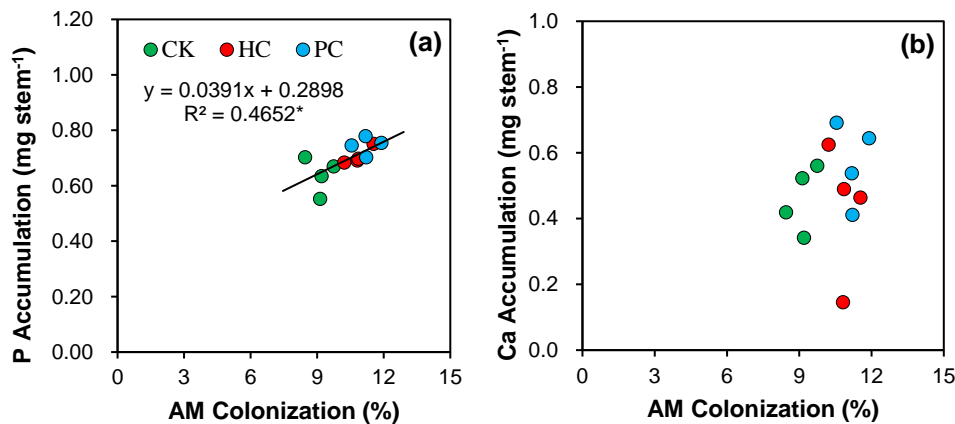 (a)
CK HC PC
y = 0.0391x + 0.2898
R² = 0.4652*
P Accumulation (mg stem⁻¹)
1.20
1.00
0.80
0.60
0.40
0.20
0.00
0 3 6 9 12 15
AM Colonization (%)
(b)
Ca Accumulation (mg stem⁻¹)
1.0
0.8
0.6
0.4
0.2
0.0
0 3 6 9 12 15
AM Colonization (%)